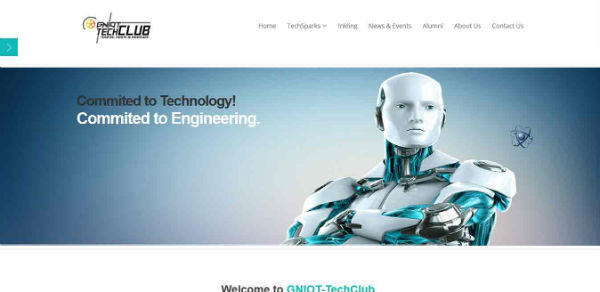 GNIOT
TECHCLUB
Home TechSparks Inkling News & Events Alumni About Us Contact Us
Commited to Technology!
Commited to Engineering.
Welcome to GNIOT-TechClub